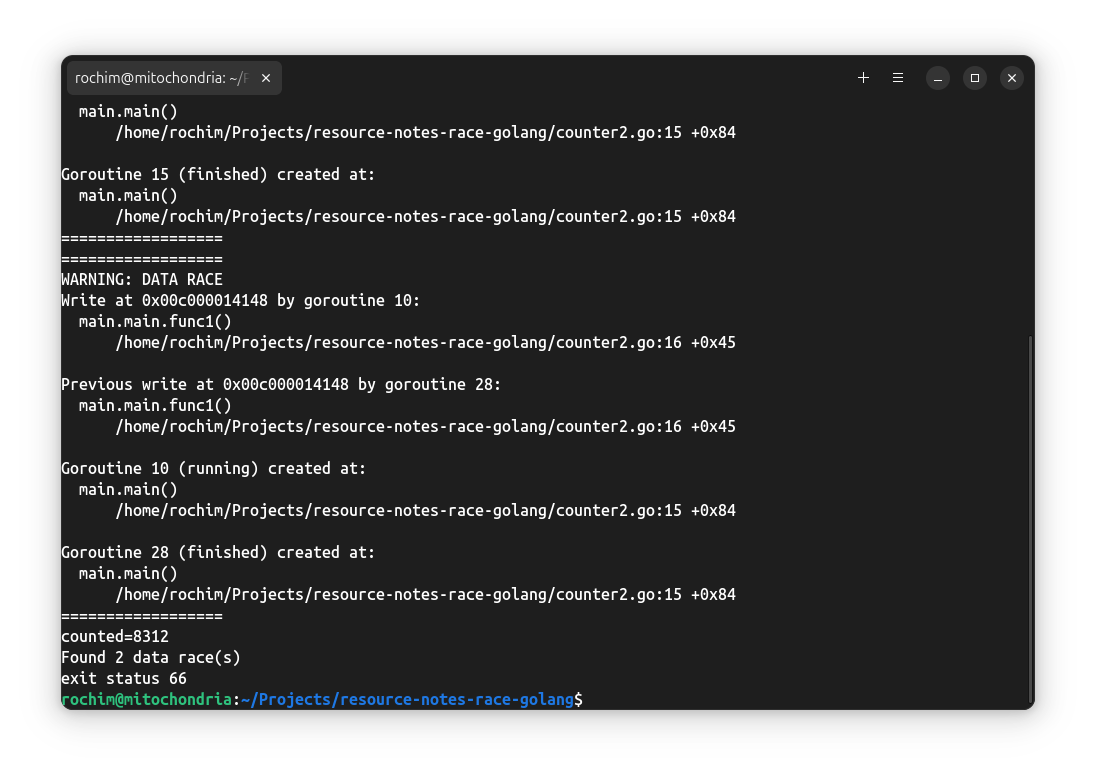 rochim@mitochondria: ~/P
main.main()
/home/rochim/Projects/resource-notes-race-golang/counter2.go:15 +0x84
Goroutine 15 (finished) created at:
main.main()
/home/rochim/Projects/resource-notes-race-golang/counter2.go:15 +0x84
==================
==================
WARNING: DATA RACE
Write at 0x00c000014148 by goroutine 10:
main.main.func1()
/home/rochim/Projects/resource-notes-race-golang/counter2.go:16 +0x45
Previous write at 0x00c000014148 by goroutine 28:
main.main.func1()
/home/rochim/Projects/resource-notes-race-golang/counter2.go:16 +0x45
Goroutine 10 (running) created at:
main.main()
/home/rochim/Projects/resource-notes-race-golang/counter2.go:15 +0x84
Goroutine 28 (finished) created at:
main.main()
/home/rochim/Projects/resource-notes-race-golang/counter2.go:15 +0x84
==================
counted=8312
Found 2 data race(s)
exit status 66
rochim@mitochondria:~/Projects/resource-notes-race-golang$